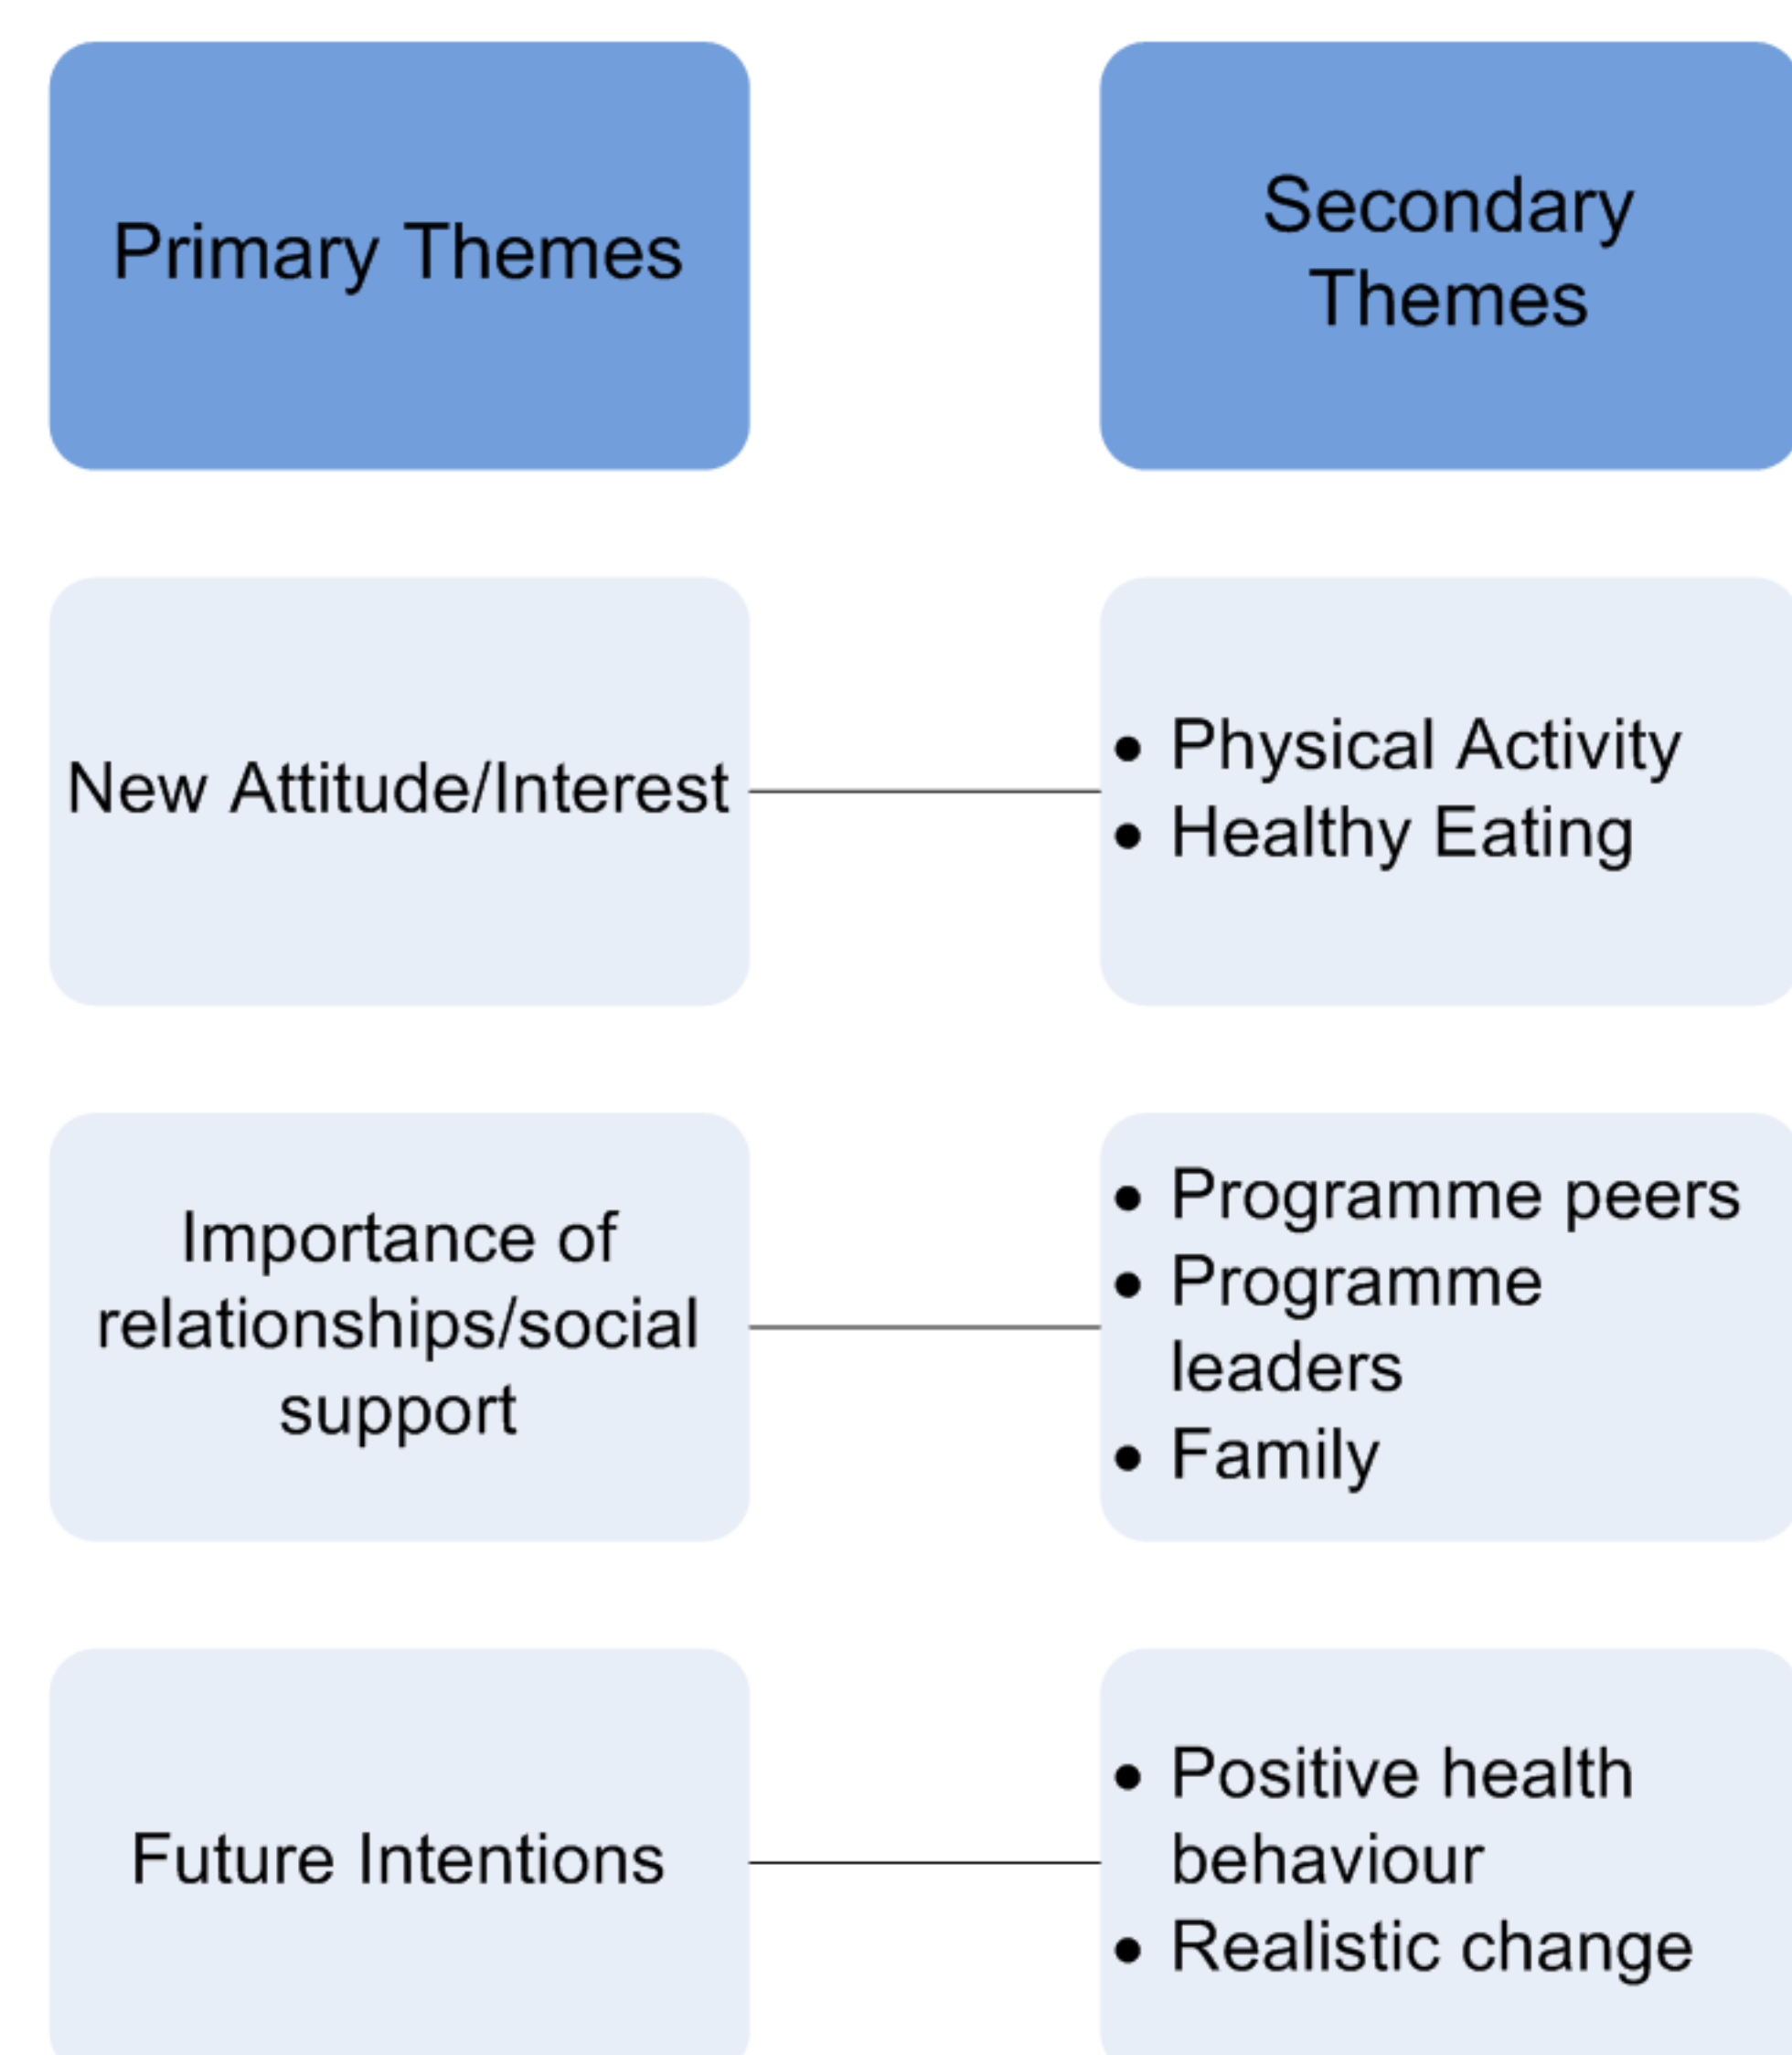 Primary Themes
Secondary
Themes
New Attitude/Interest
• Physical Activity
• Healthy Eating
Importance of
relationships/social
support
• Programme peers
• Programme
leaders
• Family
Future Intentions
• Positive health
behaviour
• Realistic change